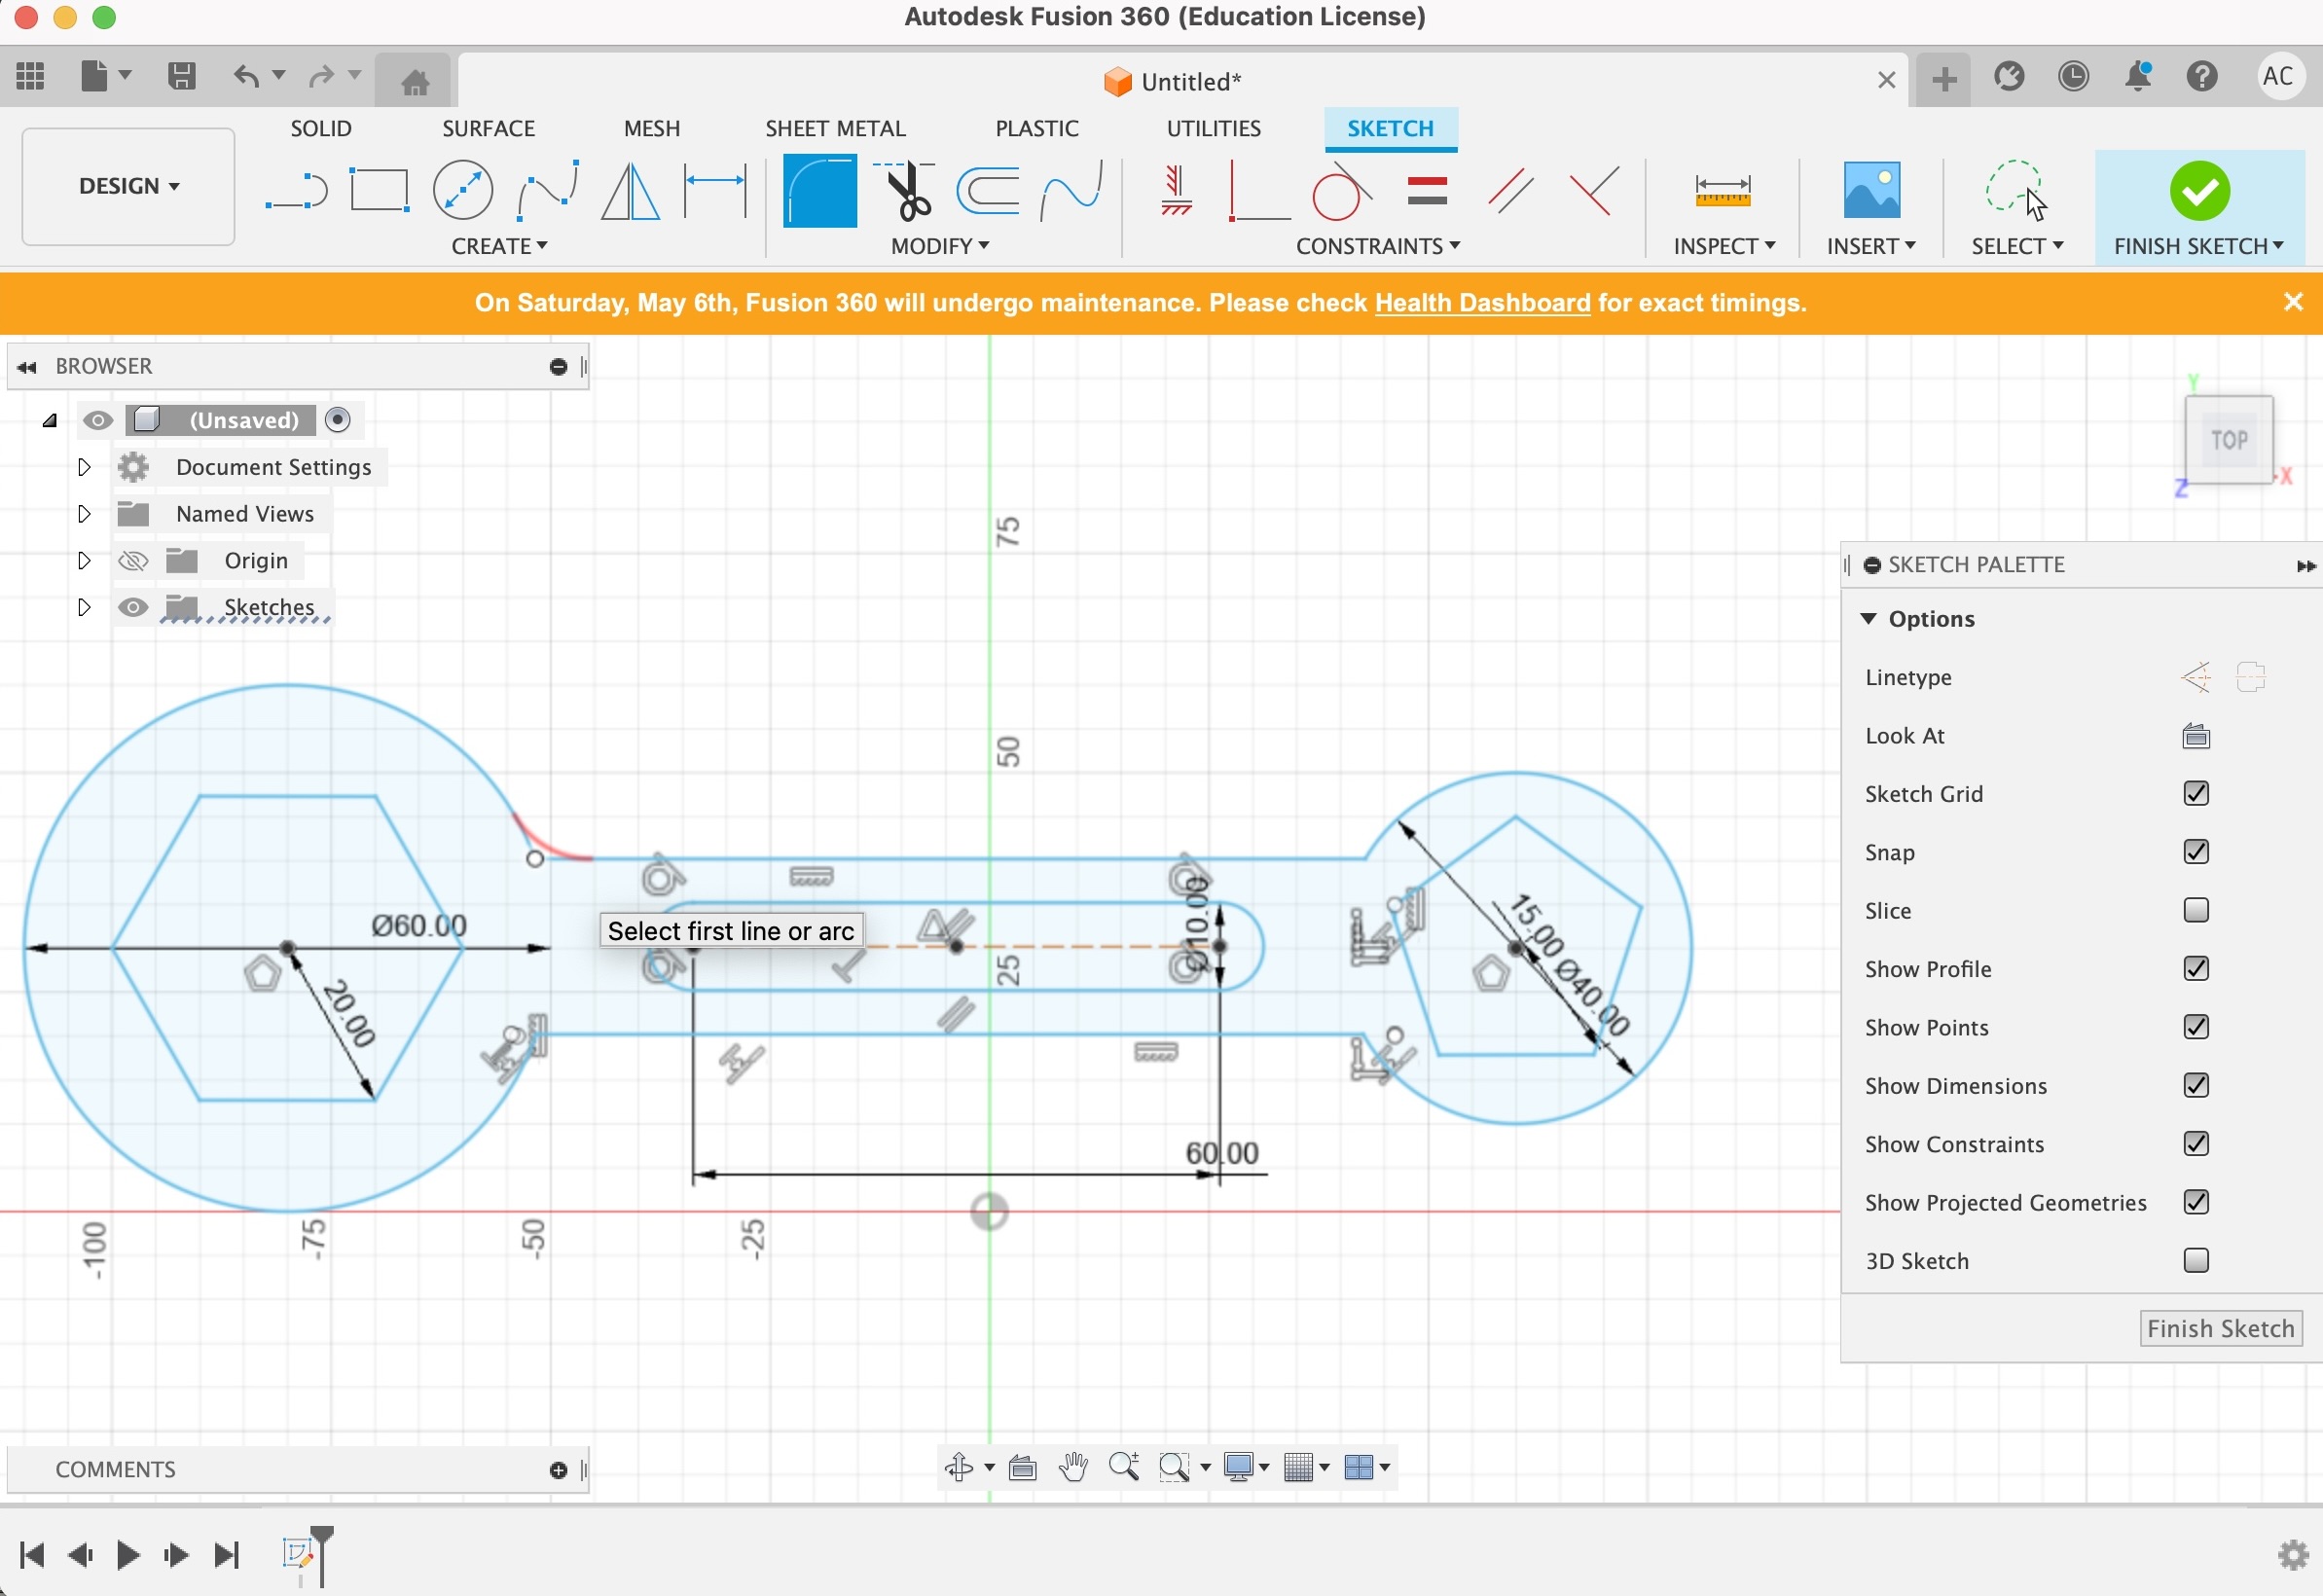 Autodesk Fusion 360 (Education License)
Untitled*
AC
SOLID SURFACE MESH SHEET METAL PLASTIC UTILITIES SKETCH
DESIGN
CREATE MODIFY CONSTRAINTS INSPECT INSERT SELECT FINISH SKETCH
On Saturday, May 6th, Fusion 360 will undergo maintenance. Please check Health Dashboard for exact timings.
BROWSER
(Unsaved)
Document Settings
Named Views
Origin
Sketches
Y
TOP
X
Z
75
50
25
-100
-75
-50
-25
Ø60.00
20.00
Select first line or arc
Ø10.00
60.00
15.00
Ø40.00
SKETCH PALETTE
Options
Linetype
Look At
Sketch Grid
Snap
Slice
Show Profile
Show Points
Show Dimensions
Show Constraints
Show Projected Geometries
3D Sketch
Finish Sketch
COMMENTS